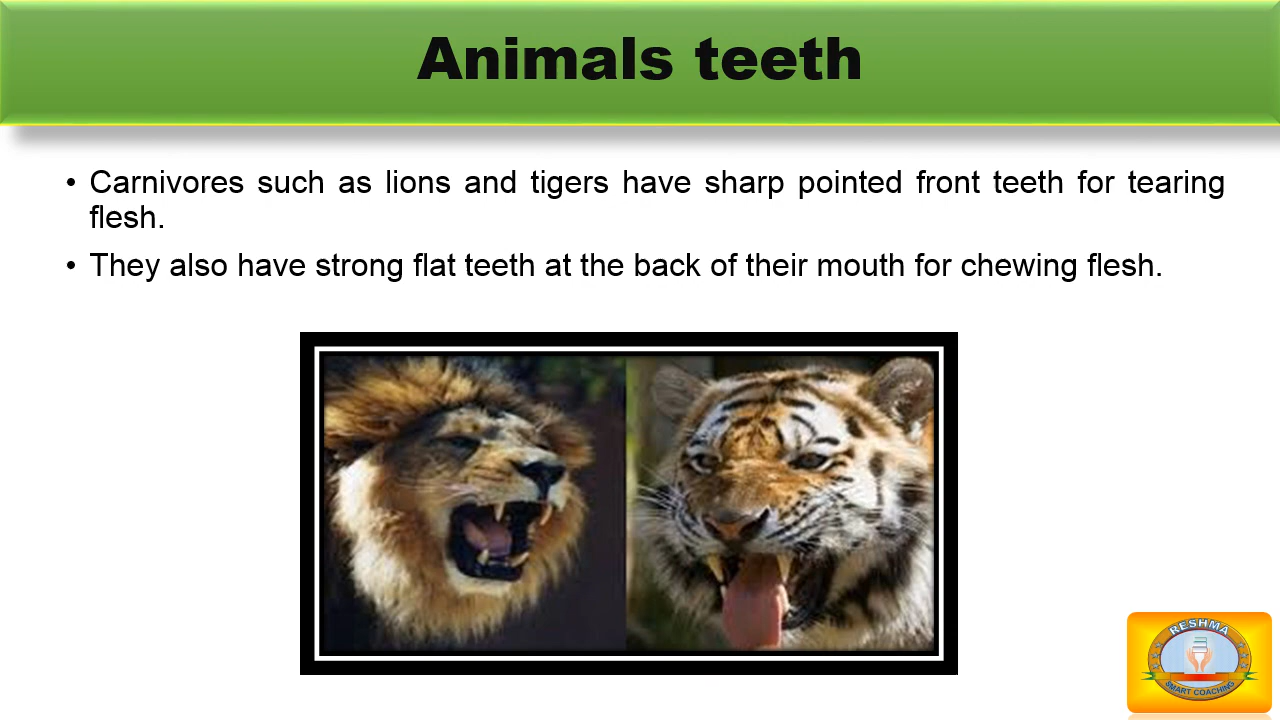 Animals teeth
• Carnivores such as lions and tigers have sharp pointed front teeth for tearing
flesh.
• They also have strong flat teeth at the back of their mouth for chewing flesh.
RESHMA
SMART COACHING